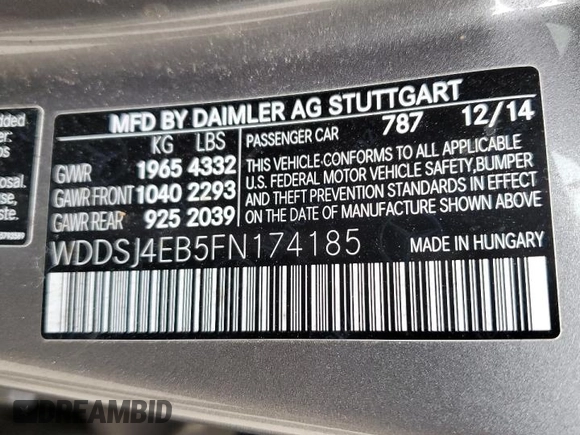 MFD BY DAIMLER AG STUTTGART
KG LBS
PASSENGER CAR 787 12/14
GVWR 1965 4332
GAWR FRONT 1040 2293
GAWR REAR 925 2039
THIS VEHICLE CONFORMS TO ALL APPLICABLE
U.S. FEDERAL MOTOR VEHICLE SAFETY, BUMPER
AND THEFT PREVENTION STANDARDS IN EFFECT
ON THE DATE OF MANUFACTURE SHOWN ABOVE.
WDDSJ4EB5FN174185
MADE IN HUNGARY
DREAMBID